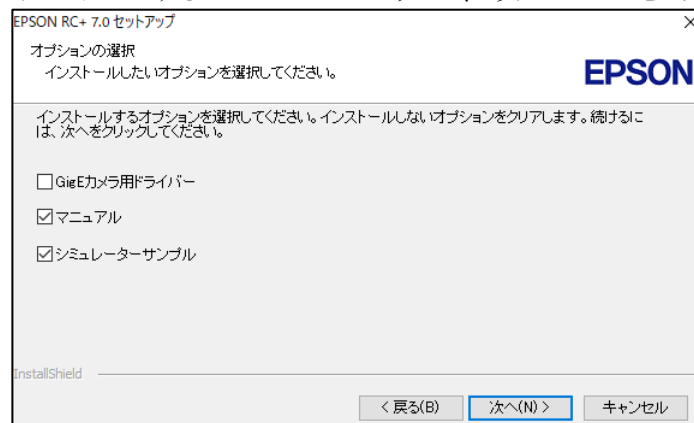 EPSON RC+ 7.0 セットアップ
オプションの選択
インストールしたいオプションを選択してください。
EPSON
インストールするオプションを選択してください。インストールしないオプションをクリアします。続けるに
は、次へをクリックしてください。
GigEカメラ用ドライバー
マニュアル
シミュレーターサンプル
InstallShield
< 戻る(B)
次へ(N) >
キャンセル